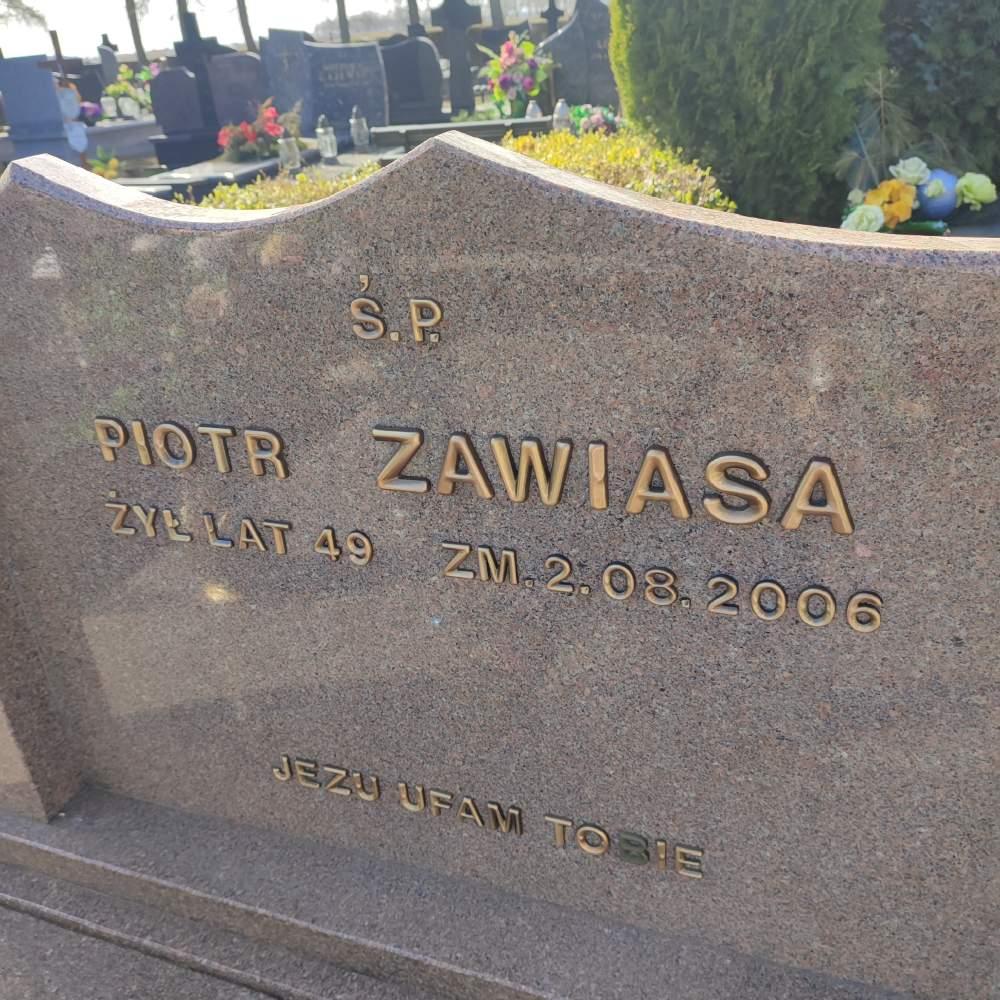 Ś.P.
PIOTR ZAWIASA
ŻYŁ LAT 49 ZM. 2.08.2006
JEZU UFAM TOBIE